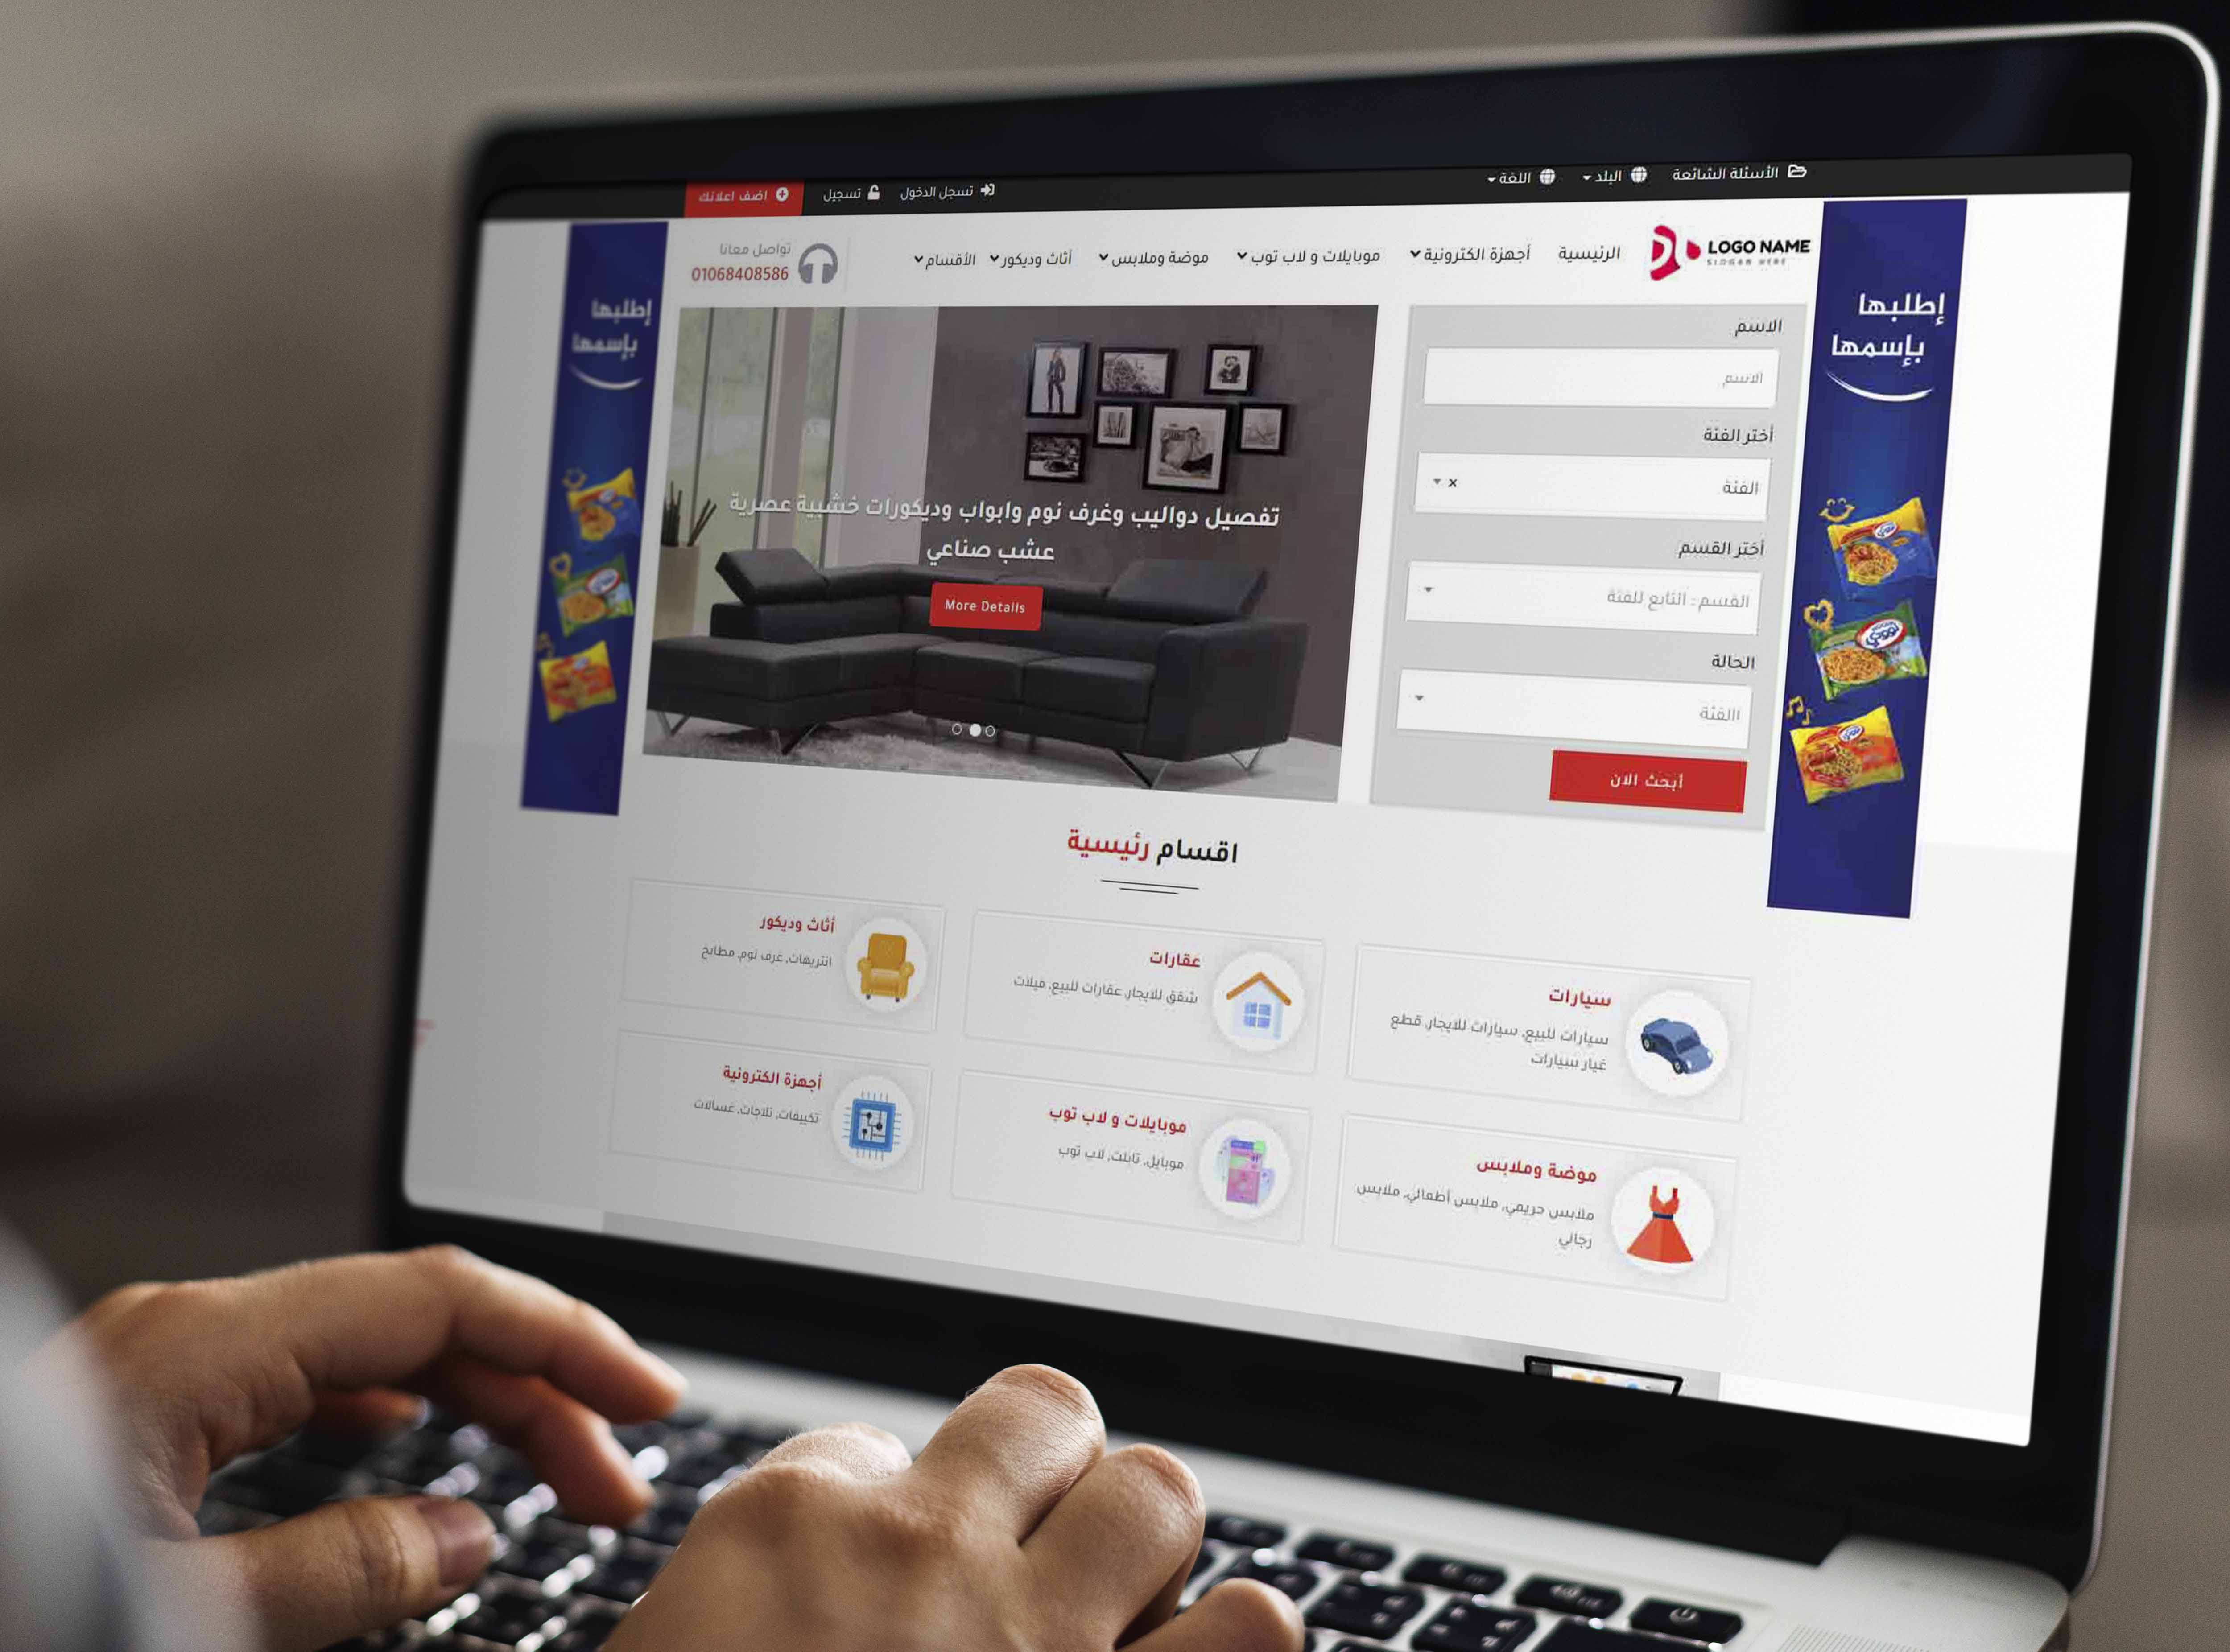 الأسئلة الشائعة
البلد
اللغة
تسجل الدخول
تسجيل
اضف اعلانك
LOGO NAME
SLOGAN HERE
الرئيسية
أجهزة الكترونية
موبايلات و لاب توب
موضة وملابس
أثاث وديكور
الأقسام
تواصل معانا
01068408586
إطلبها
بإسمها
الاسم
الاسم
أختر الفئة
الفئة
x
أختر القسم
القسم : التابع للفئة
الحالة
الفئة
أبحث الان
تفصيل دواليب وغرف نوم وابواب وديكورات خشبية عصرية
عشب صناعي
More Details
إطلبها
بإسمها
اقسام رئيسية
سيارات
سيارات للبيع, سيارات للايجار, قطع
غيار سيارات
عقارات
شقق للايجار, عقارات للبيع, فيلات
أثاث وديكور
انتريهات, غرف نوم, مطابخ
موضة وملابس
ملابس حريمي, ملابس أطفالي, ملابس
رجالي
موبايلات و لاب توب
موبايل, تابلت, لاب توب
أجهزة الكترونية
تكييفات, ثلاجات, غسالات